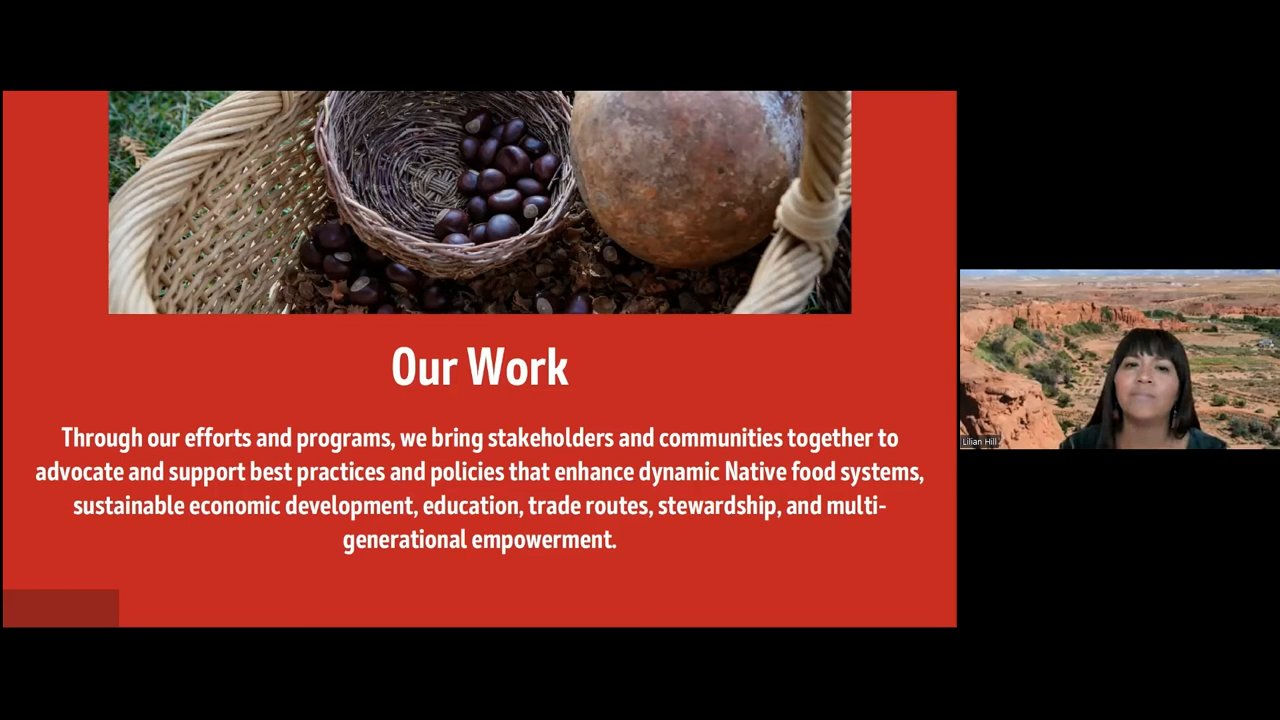 Our Work
Through our efforts and programs, we bring stakeholders and communities together to
advocate and support best practices and policies that enhance dynamic Native food systems,
sustainable economic development, education, trade routes, stewardship, and multi-
generational empowerment.
Lilian Hill